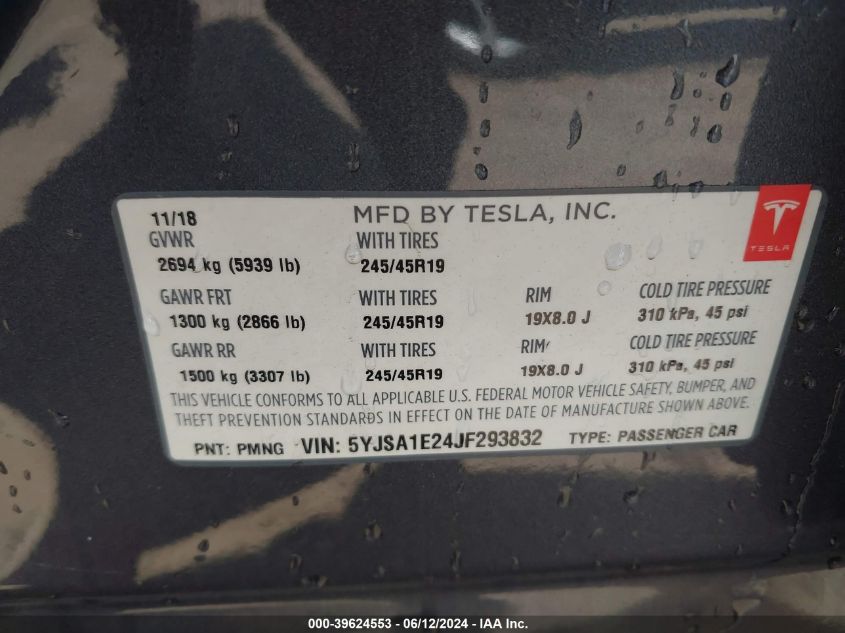 11/18 MFD BY TESLA, INC.
TESLA
GVWR WITH TIRES
2694 kg (5939 lb) 245/45R19
GAWR FRT WITH TIRES RIM COLD TIRE PRESSURE
1300 kg (2866 lb) 245/45R19 19X8.0 J 310 kPa, 45 psi
GAWR RR WITH TIRES RIM COLD TIRE PRESSURE
1500 kg (3307 lb) 245/45R19 19X8.0 J 310 kPa, 45 psi
THIS VEHICLE CONFORMS TO ALL APPLICABLE U.S. FEDERAL MOTOR VEHICLE SAFETY, BUMPER, AND
THEFT PREVENTION STANDARDS IN EFFECT ON THE DATE OF MANUFACTURE SHOWN ABOVE.
PNT: PMNG VIN: 5YJSA1E24JF293832 TYPE: PASSENGER CAR
000-39624553 - 06/12/2024 - IAA Inc.